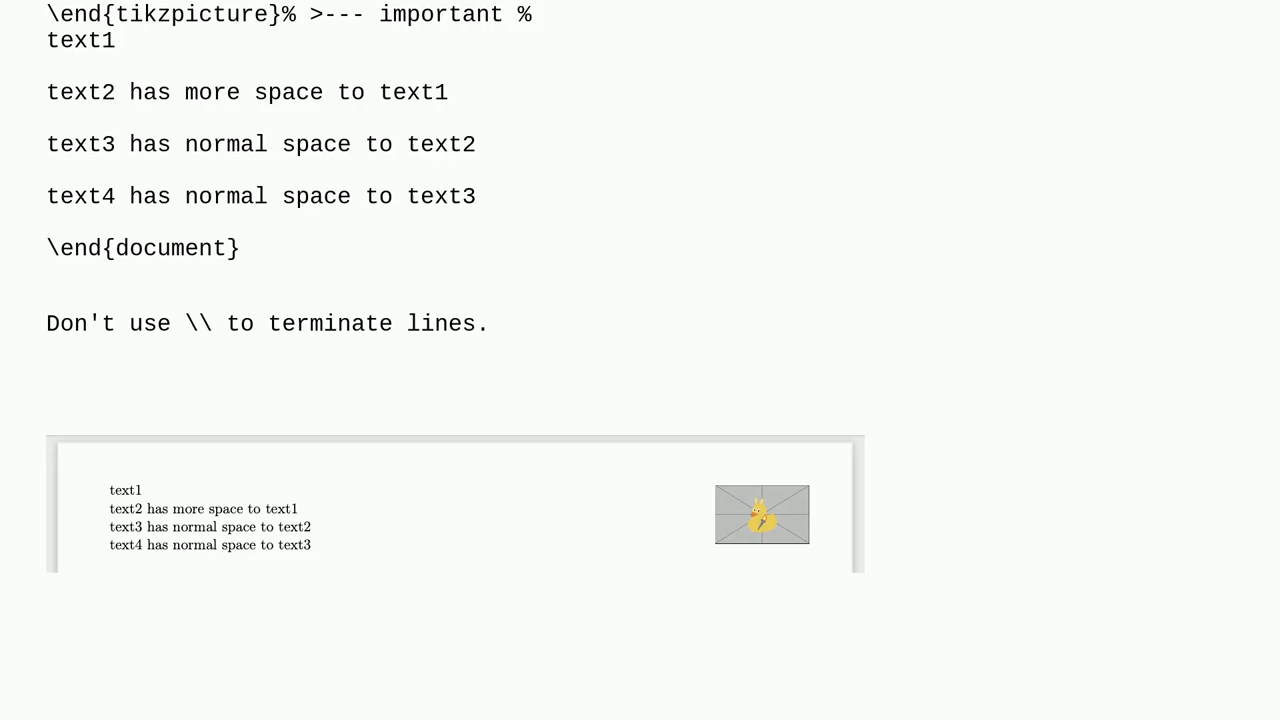 \end{tikzpicture}% >--- important %
text1
text2 has more space to text1
text3 has normal space to text2
text4 has normal space to text3
\end{document}
Don't use \\ to terminate lines.
text1
text2 has more space to text1
text3 has normal space to text2
text4 has normal space to text3